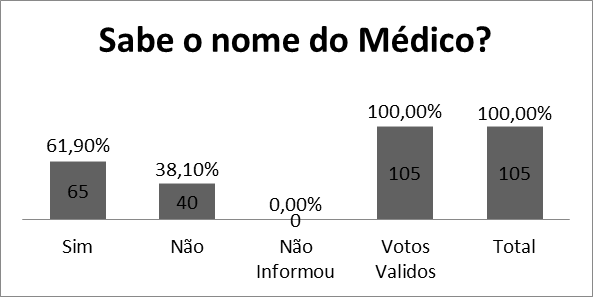 Sabe o nome do Médico?
61,90%
38,10%
0,00%
100,00%
100,00%
65
40
0
105
105
Sim
Não
Não
Informou
Votos
Validos
Total